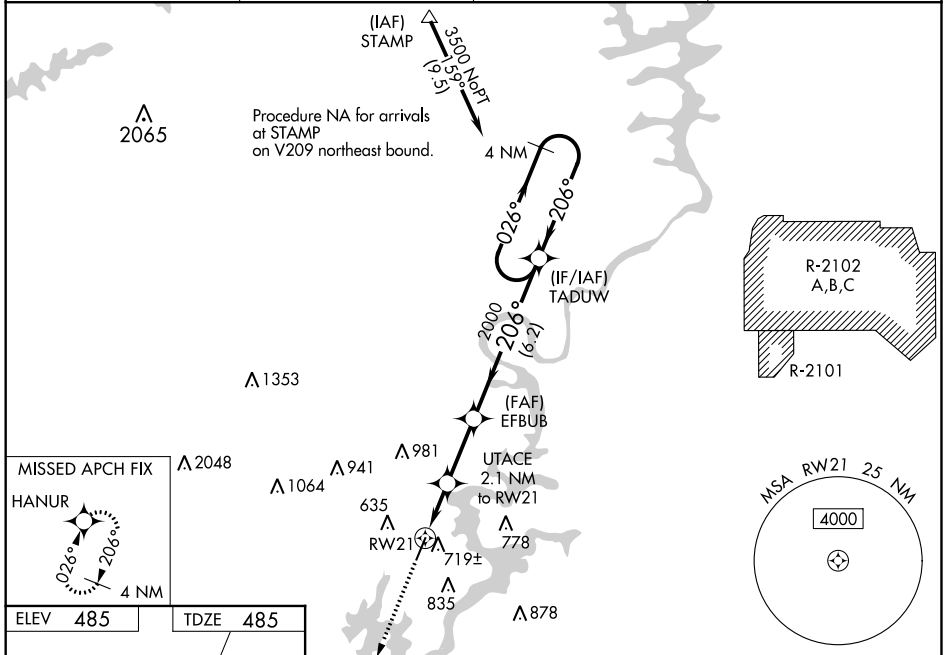 (IAF)
STAMP
3500 NoPT
159°
(9.5)
2065
Procedure NA for arrivals
at STAMP
on V209 northeast bound.
4 NM
026°
206°
(IF/IAF)
TADUW
R-2102
A,B,C
R-2101
2000
206°
(6.2)
1353
(FAF)
EFBUB
981
UTACE
2.1 NM
to RW21
2048
941
1064
635
RW21
719±
778
835
878
MISSED APCH FIX
HANUR
026°
206°
4 NM
MSA RW21 25 NM
4000
ELEV 485
TDZE 485